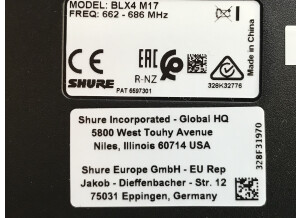 MODEL: BLX4 M17
FREQ: 662 - 686 MHz
Made in China
SHURE
EAC
R-NZ
PAT 6597301
328K32776
Shure Incorporated - Global HQ
5800 West Touhy Avenue
Niles, Illinois 60714 USA
Shure Europe GmbH - EU Rep
Jakob - Dieffenbacher - Str. 12
75031 Eppingen, Germany
328F31970